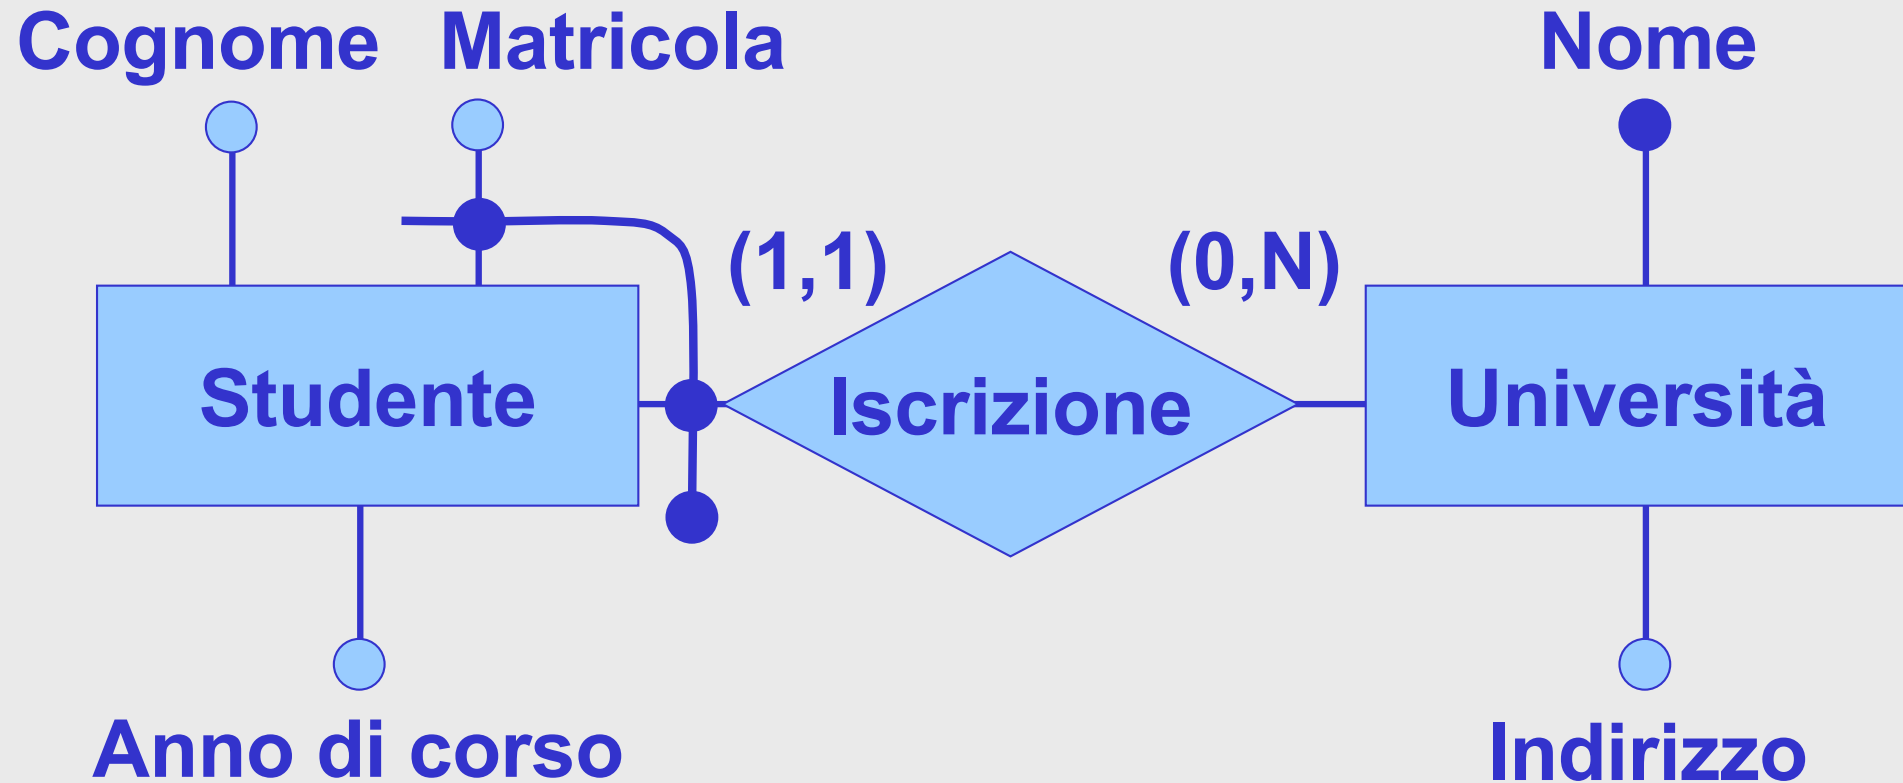 Cognome Matricola Nome
(1,1) (0,N)
Studente Iscrizione Università
Anno di corso Indirizzo